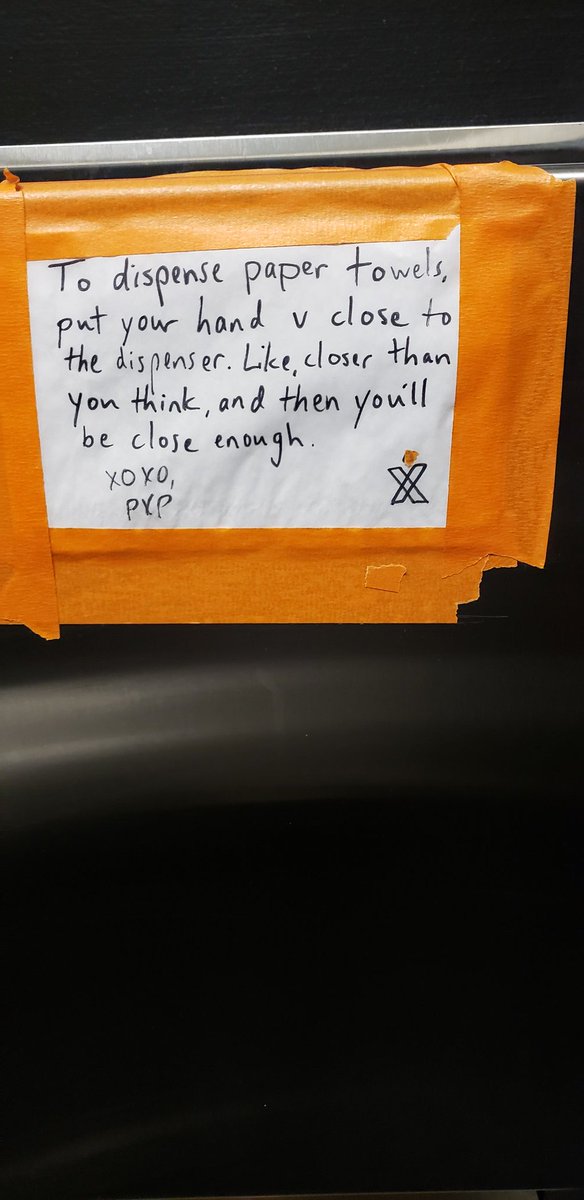 To dispense paper towels,
put your hand v close to
the dispenser. Like, closer than
you think, and then you'll
be close enough.
XOXO,
PXP
X